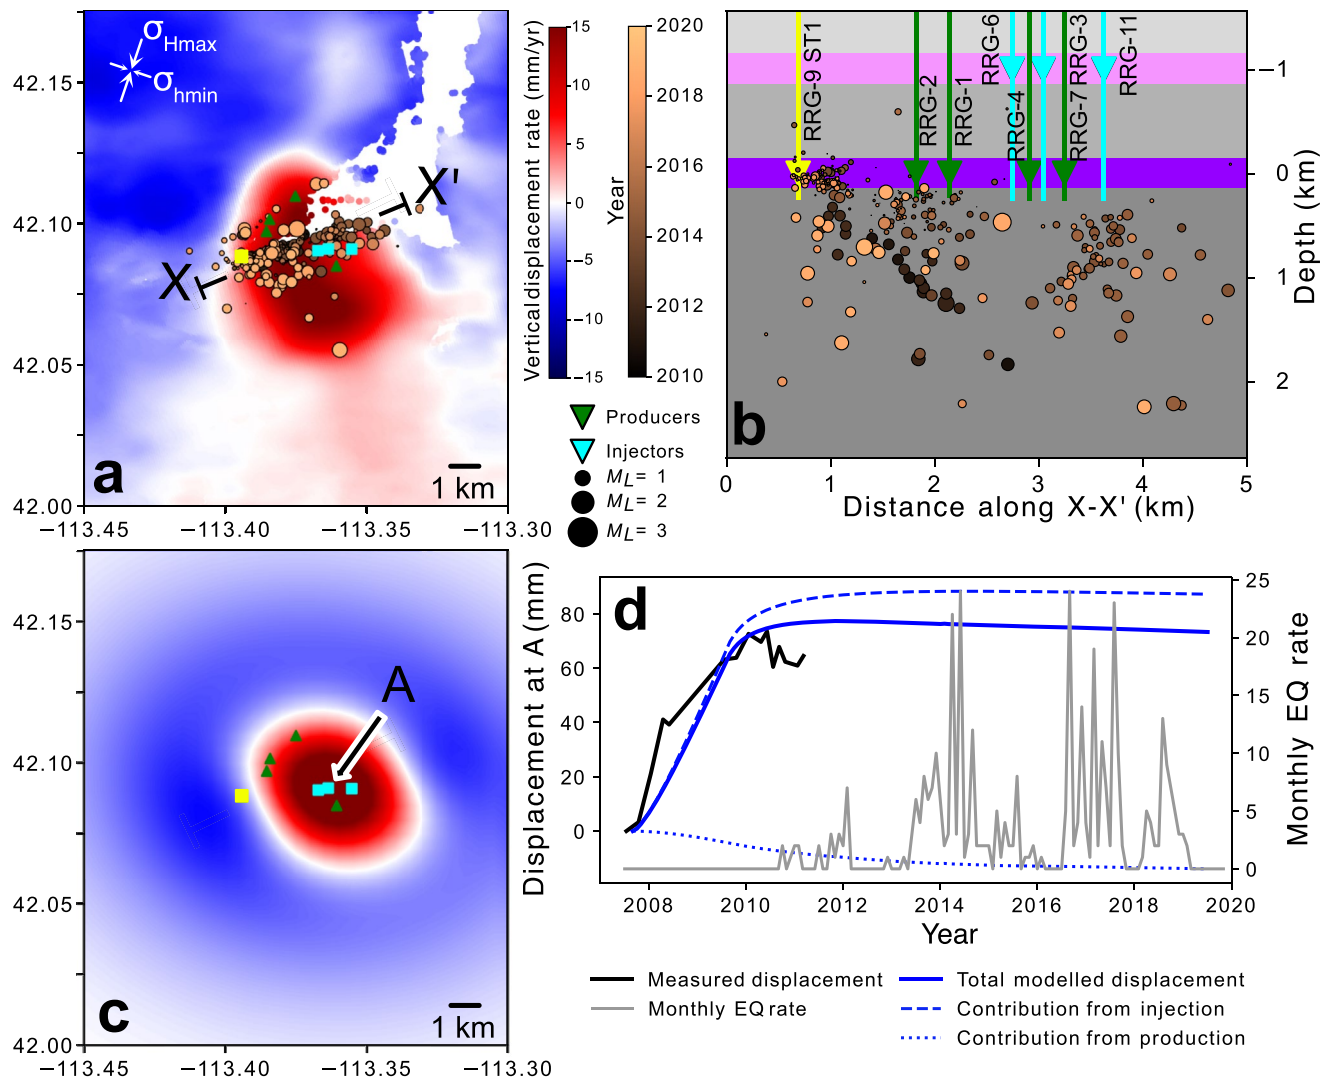 42.15
42.10
42.05
42.00
−113.45
−113.40
−113.35
−113.30
σHmax
σhmin
X
X'
a
1 km
Vertical displacement rate (mm/yr)
15
10
5
0
−5
−10
−15
Year
2020
2018
2016
2014
2012
2010
Producers
Injectors
ML= 1
ML= 2
ML= 3
RRG-9 ST1
RRG-2
RRG-1
RRG-6
RRG-4
RRG-7
RRG-3
RRG-11
b
−1
0
1
2
Depth (km)
0
1
2
3
4
5
Distance along X-X' (km)
42.15
42.10
42.05
42.00
−113.45
−113.40
−113.35
−113.30
A
c
1 km
Displacement at A (mm)
80
60
40
20
0
d
25
20
15
10
5
0
Monthly EQ rate
2008
2010
2012
2014
2016
2018
2020
Year
Measured displacement
Monthly EQ rate
Total modelled displacement
Contribution from injection
Contribution from production